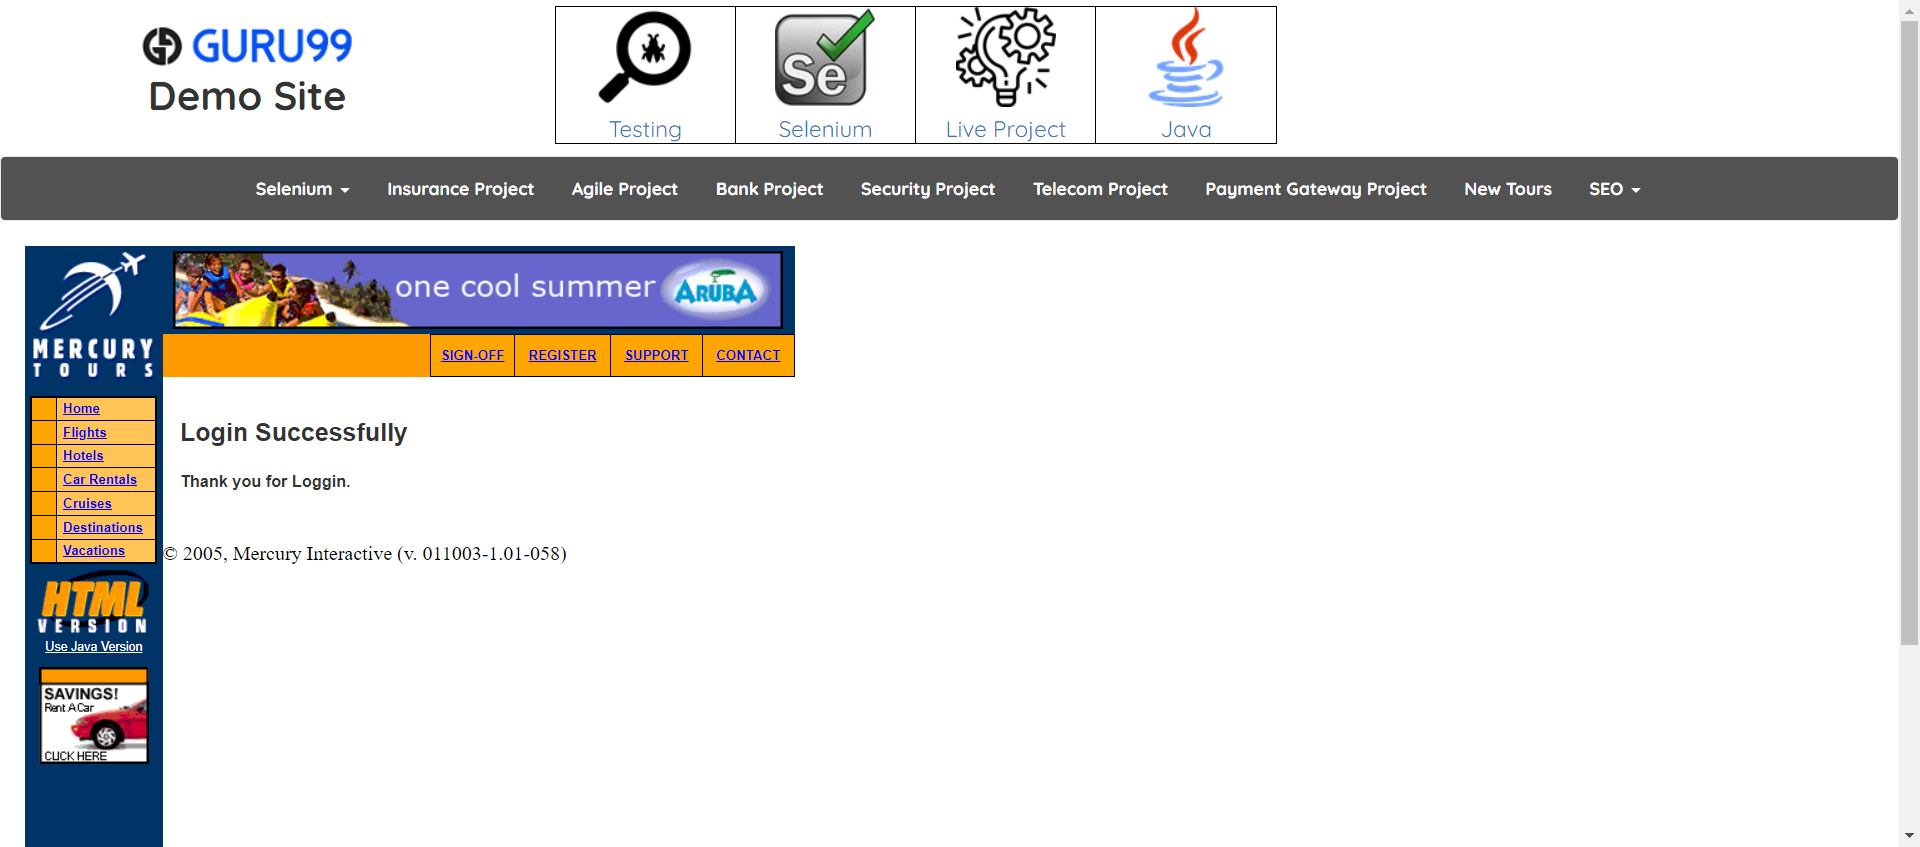 GURU99
Demo Site
Testing
Se
Selenium
Live Project
Java
Selenium
Insurance Project
Agile Project
Bank Project
Security Project
Telecom Project
Payment Gateway Project
New Tours
SEO
MERCURY
TOURS
one cool summer
ARUBA
SIGN-OFF
REGISTER
SUPPORT
CONTACT
Home
Flights
Hotels
Car Rentals
Cruises
Destinations
Vacations
Login Successfully
Thank you for Loggin.
© 2005, Mercury Interactive (v. 011003-1.01-058)
HTML
VERSION
Use Java Version
SAVINGS!
Rent A Car
CLICK HERE